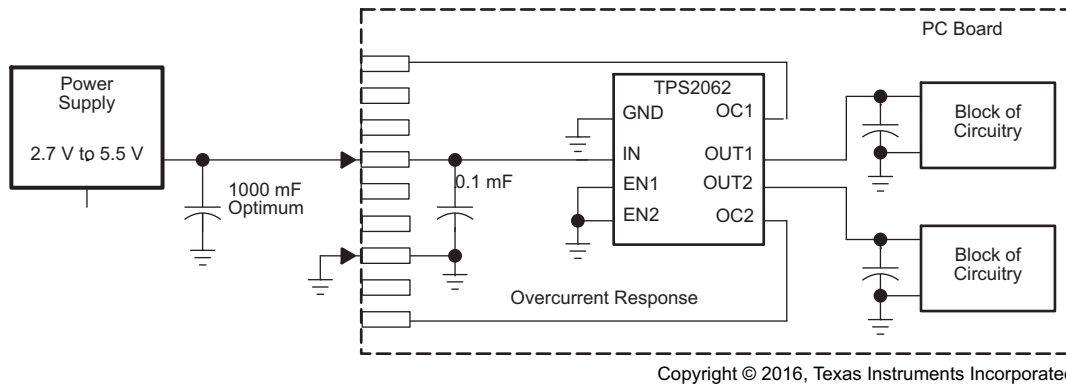 PC Board
Power
Supply
2.7 V to 5.5 V
1000 mF
Optimum
0.1 mF
TPS2062
GND
OC1
IN
OUT1
EN1
OUT2
EN2
OC2
Overcurrent Response
Block of
Circuitry
Block of
Circuitry
Copyright © 2016, Texas Instruments Incorporated